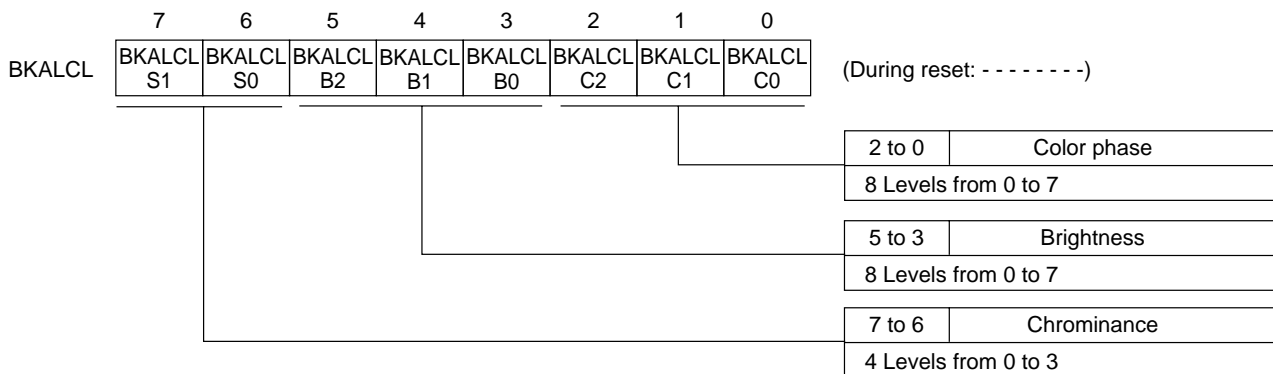 7 6 5 4 3 2 1 0
BKALCL BKALCL BKALCL BKALCL BKALCL BKALCL BKALCL BKALCL BKALCL (During reset: - - - - - - - -)
S1 S0 B2 B1 B0 C2 C1 C0
2 to 0 Color phase
8 Levels from 0 to 7
5 to 3 Brightness
8 Levels from 0 to 7
7 to 6 Chrominance
4 Levels from 0 to 3